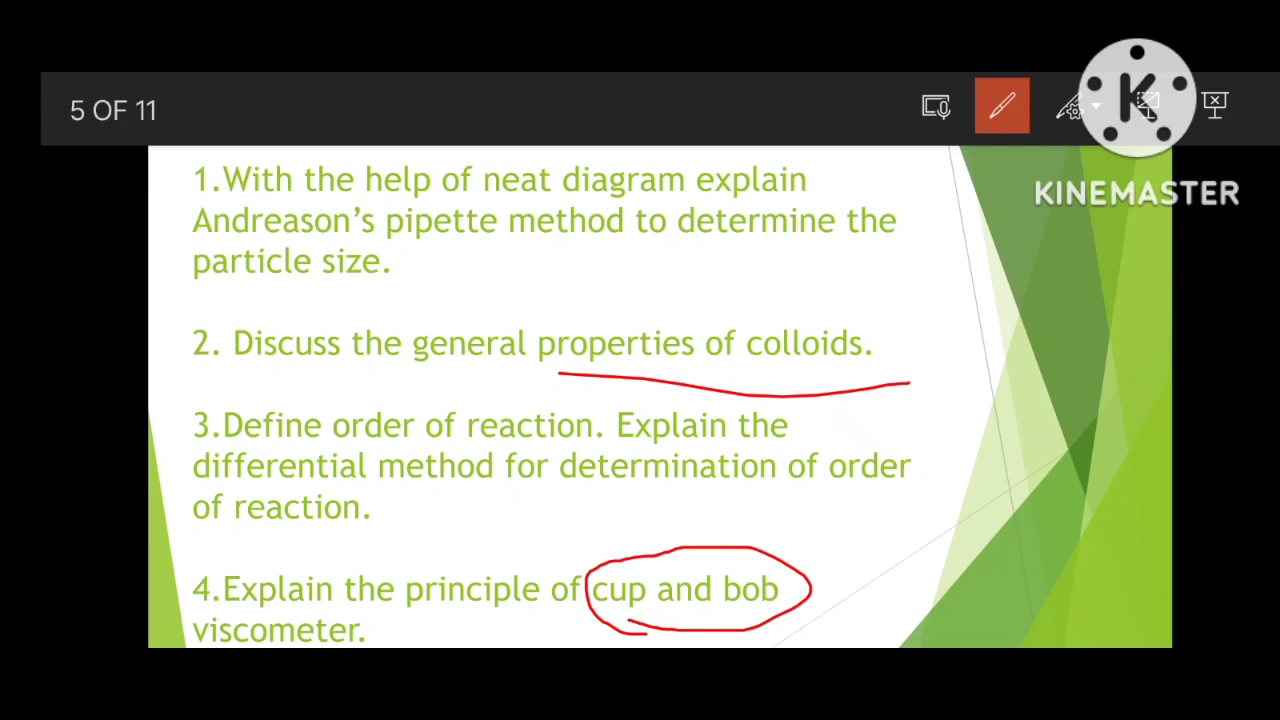 5 OF 11
KINEMASTER
1.With the help of neat diagram explain
Andreason’s pipette method to determine the
particle size.
2. Discuss the general properties of colloids.
3.Define order of reaction. Explain the
differential method for determination of order
of reaction.
4.Explain the principle of cup and bob
viscometer.